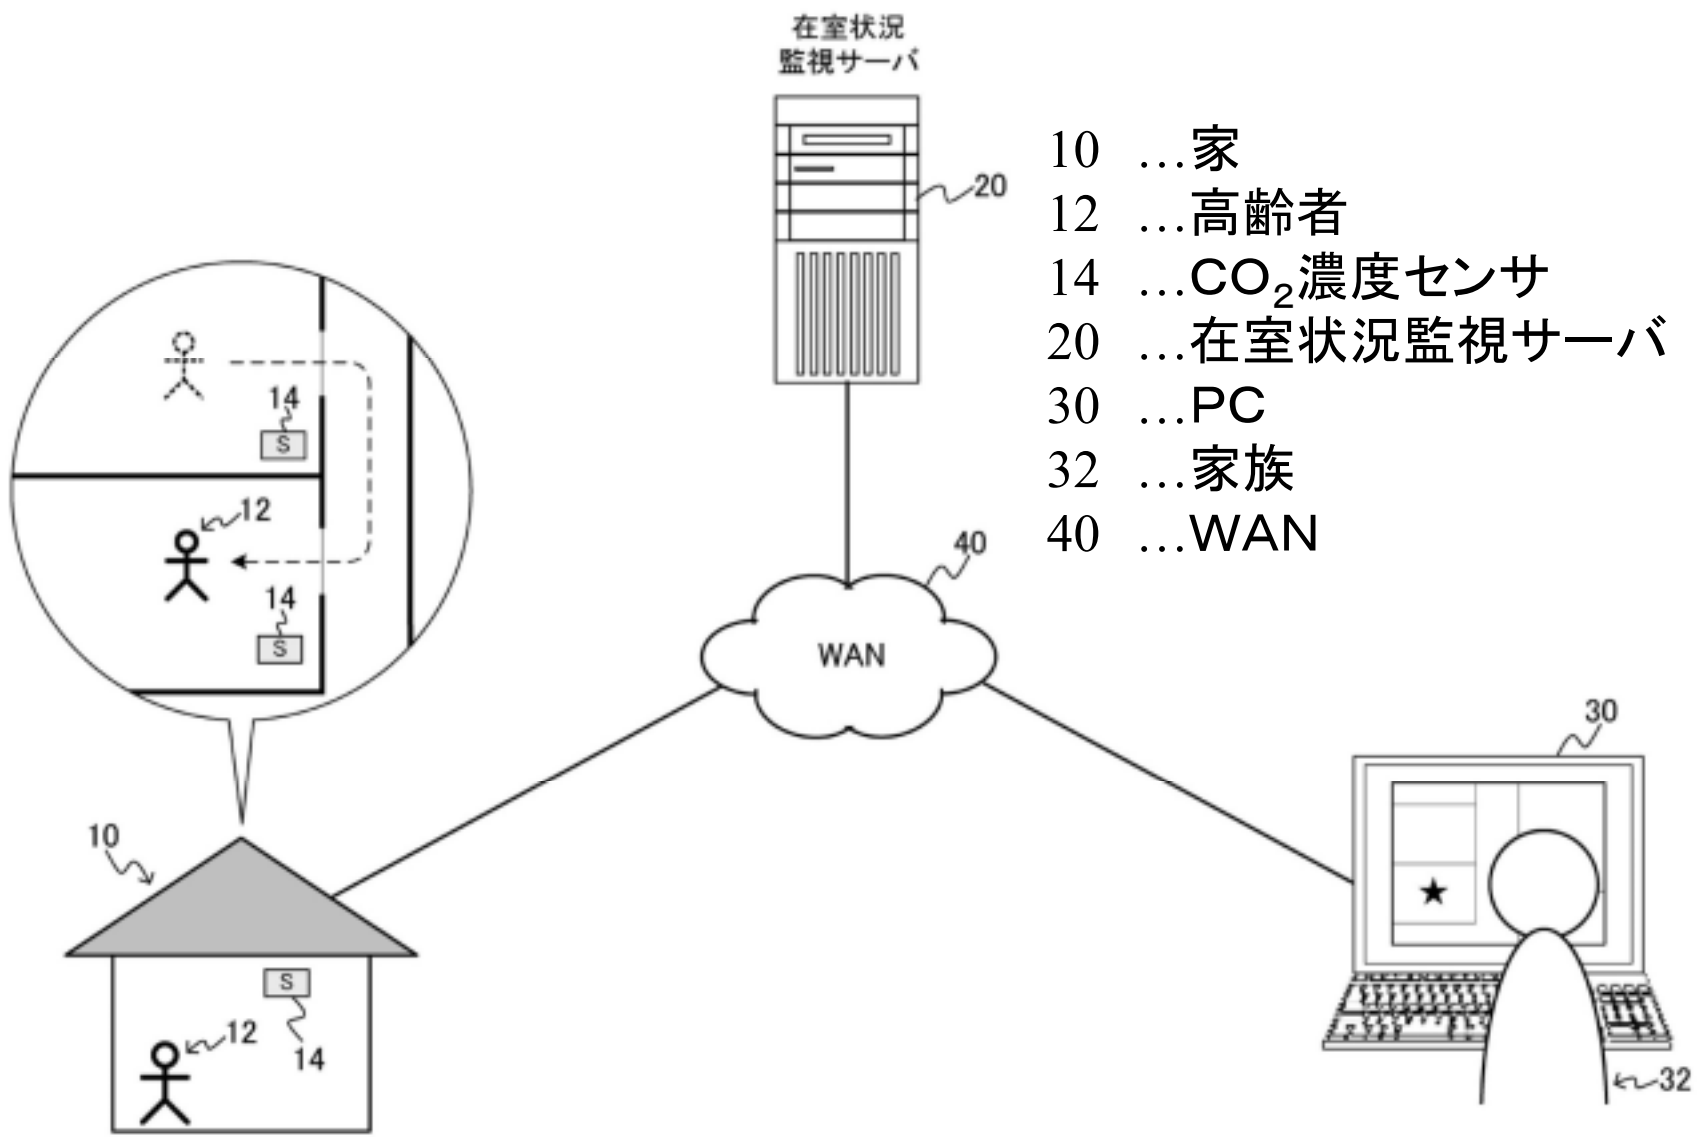 在室状況
監視サーバ
20
10 …家
12 …高齢者
14 …CO₂濃度センサ
20 …在室状況監視サーバ
30 …PC
32 …家族
40 …WAN
14
S
12
14
S
40
WAN
30
10
S
12
14
32